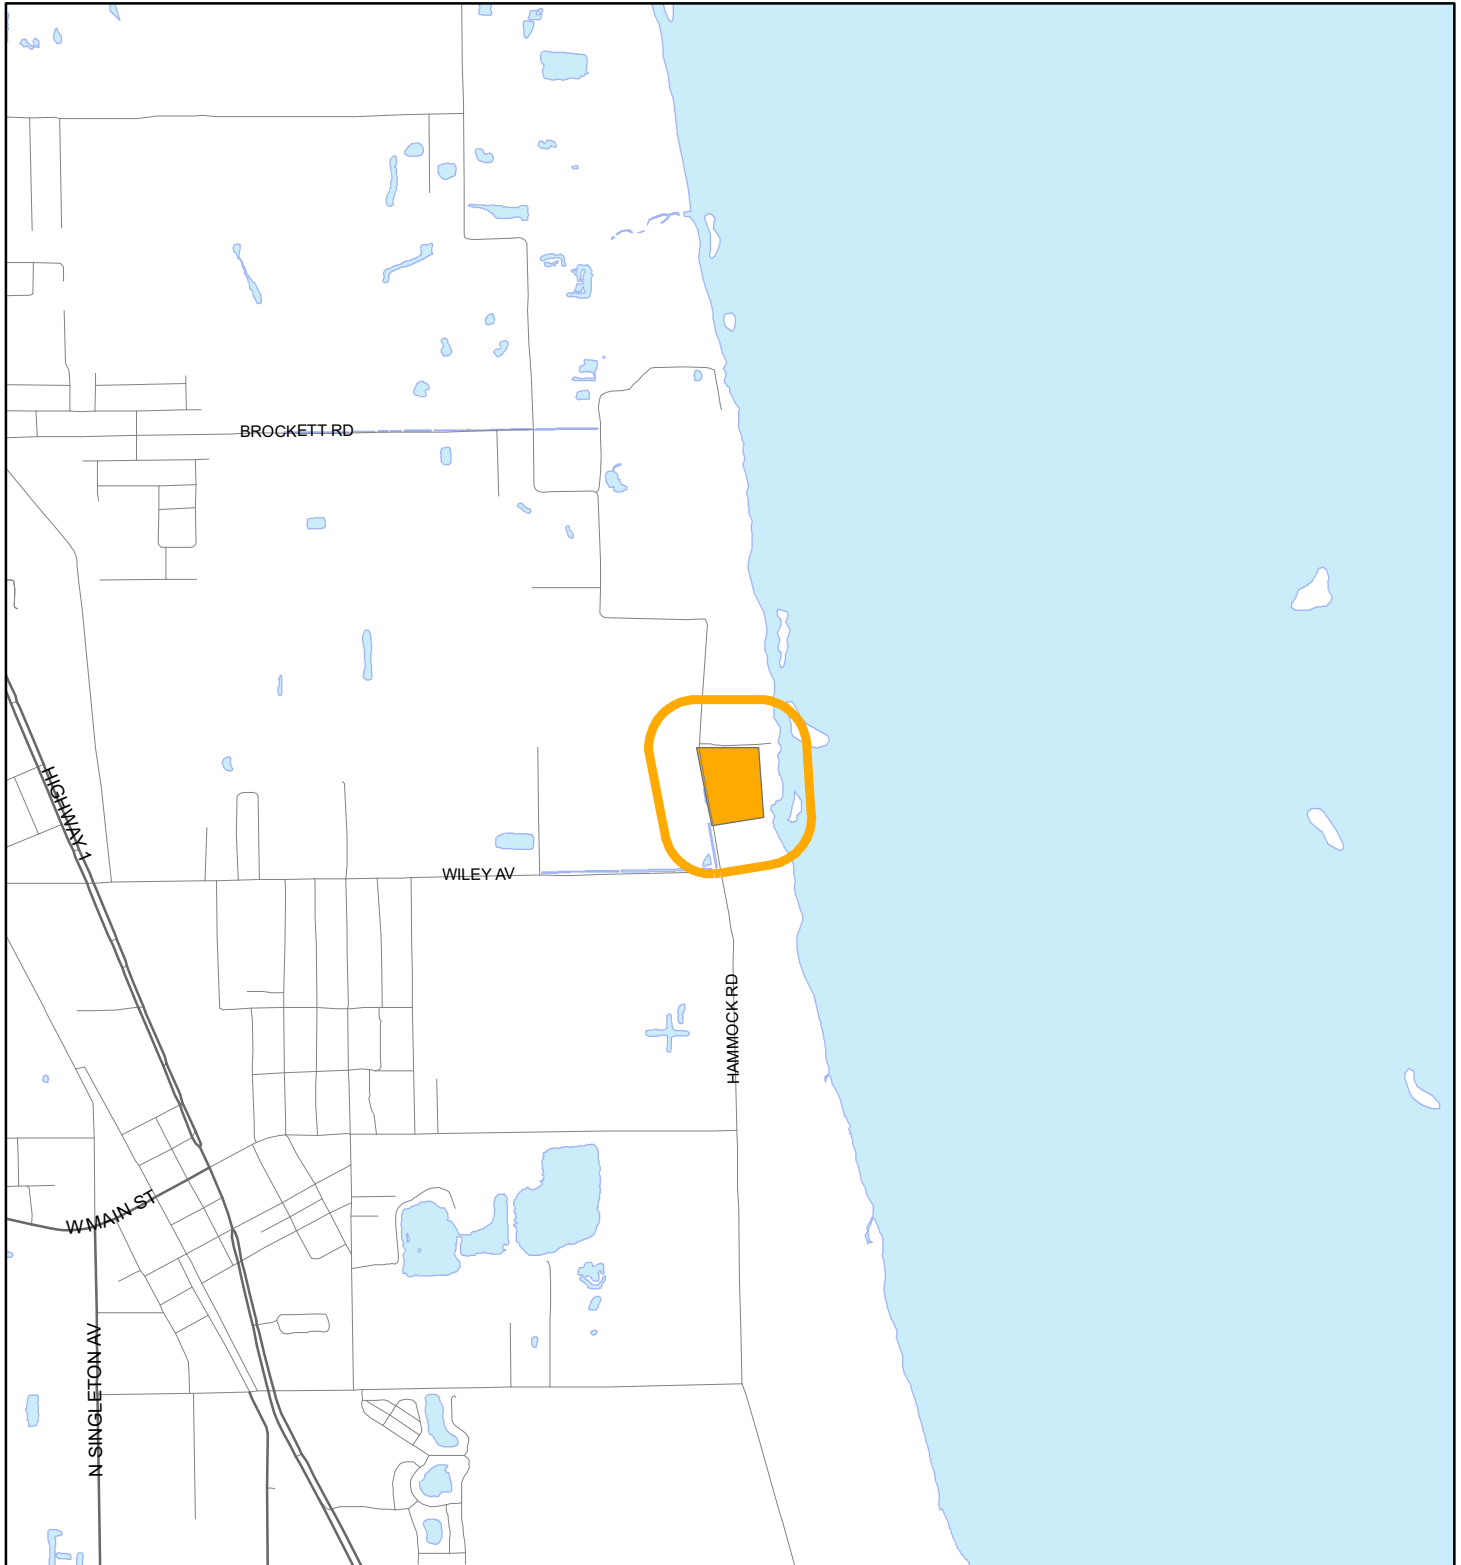 BROCKETT RD
HIGHWAY 1
WILEY AV
HAMMOCK RD
W MAIN ST
N SINGLETON AV